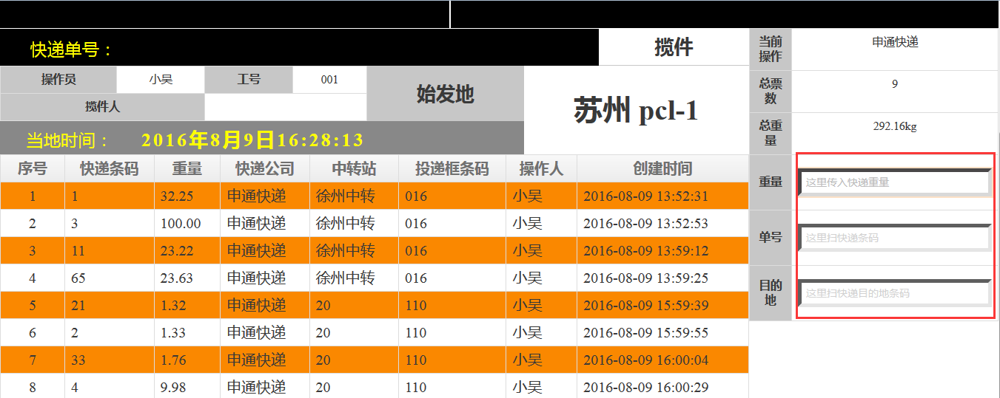 快递单号：
揽件
操作员 小吴 工号 001
揽件人
始发地
苏州 pcl-1
当地时间： 2016年8月9日16:28:13
序号 快递条码 重量 快递公司 中转站 投递框条码 操作人 创建时间
1 1 32.25 申通快递 徐州中转 016 小吴 2016-08-09 13:52:31
2 3 100.00 申通快递 徐州中转 016 小吴 2016-08-09 13:52:53
3 11 23.22 申通快递 徐州中转 016 小吴 2016-08-09 13:59:12
4 65 23.63 申通快递 徐州中转 016 小吴 2016-08-09 13:59:25
5 21 1.32 申通快递 20 110 小吴 2016-08-09 15:59:39
6 2 1.33 申通快递 20 110 小吴 2016-08-09 15:59:55
7 33 1.76 申通快递 20 110 小吴 2016-08-09 16:00:04
8 4 9.98 申通快递 20 110 小吴 2016-08-09 16:00:29
当前
操作
申通快递
总票
数
9
总重
量
292.16kg
重量
这里传入快递重量
单号
这里扫快递条码
目的
地
这里扫快递目的地条码